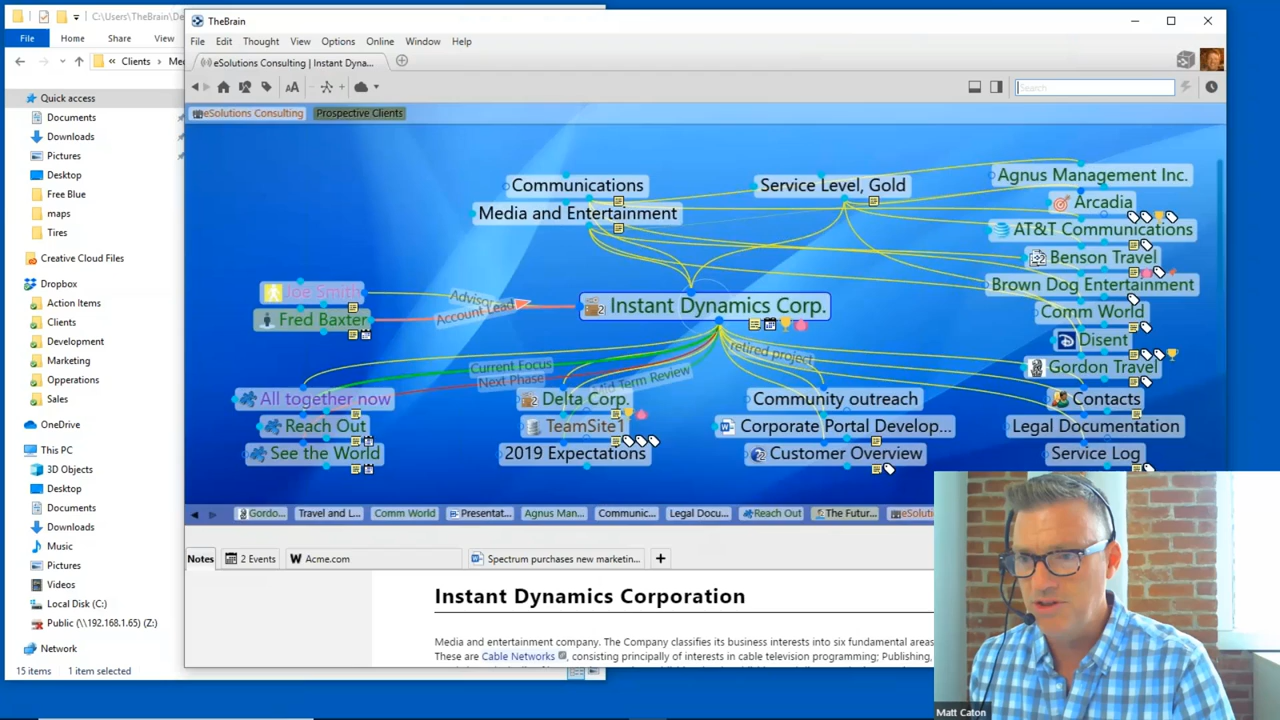 C:\Users\TheBrain\De
File
Home
Share
View
Clients
Me
Quick access
Documents
Downloads
Pictures
Desktop
Free Blue
maps
Tires
Creative Cloud Files
Dropbox
Action Items
Clients
Development
Marketing
Opperations
Sales
OneDrive
This PC
3D Objects
Desktop
Documents
Downloads
Music
Pictures
Videos
Local Disk (C:)
Public (\\192.168.1.65) (Z:)
Network
15 items 1 item selected
TheBrain
File Edit Thought View Options Online Window Help
eSolutions Consulting | Instant Dyna...
AA
Search
eSolutions Consulting Prospective Clients
Communications
Media and Entertainment
Service Level, Gold
Agnus Management Inc.
Arcadia
AT&T Communications
Benson Travel
Brown Dog Entertainment
Comm World
Disent
Gordon Travel
Joe Smith
Fred Baxter
Advisor
Account Lead
Instant Dynamics Corp.
Current Focus
Next Phase
Mid Term Review
retired project
All together now
Reach Out
See the World
Delta Corp.
TeamSite1
2019 Expectations
Community outreach
Corporate Portal Develop...
Customer Overview
Contacts
Legal Documentation
Service Log
Gordo... Travel and L... Comm World Presentat... Agnus Man... Communic... Legal Docu... Reach Out The Futur... eSoluti
Notes 2 Events Acme.com Spectrum purchases new marketin...
Instant Dynamics Corporation
Media and entertainment company. The Company classifies its business interests into six fundamental areas
These are Cable Networks, consisting principally of interests in cable television programming; Publishing,
Matt Caton